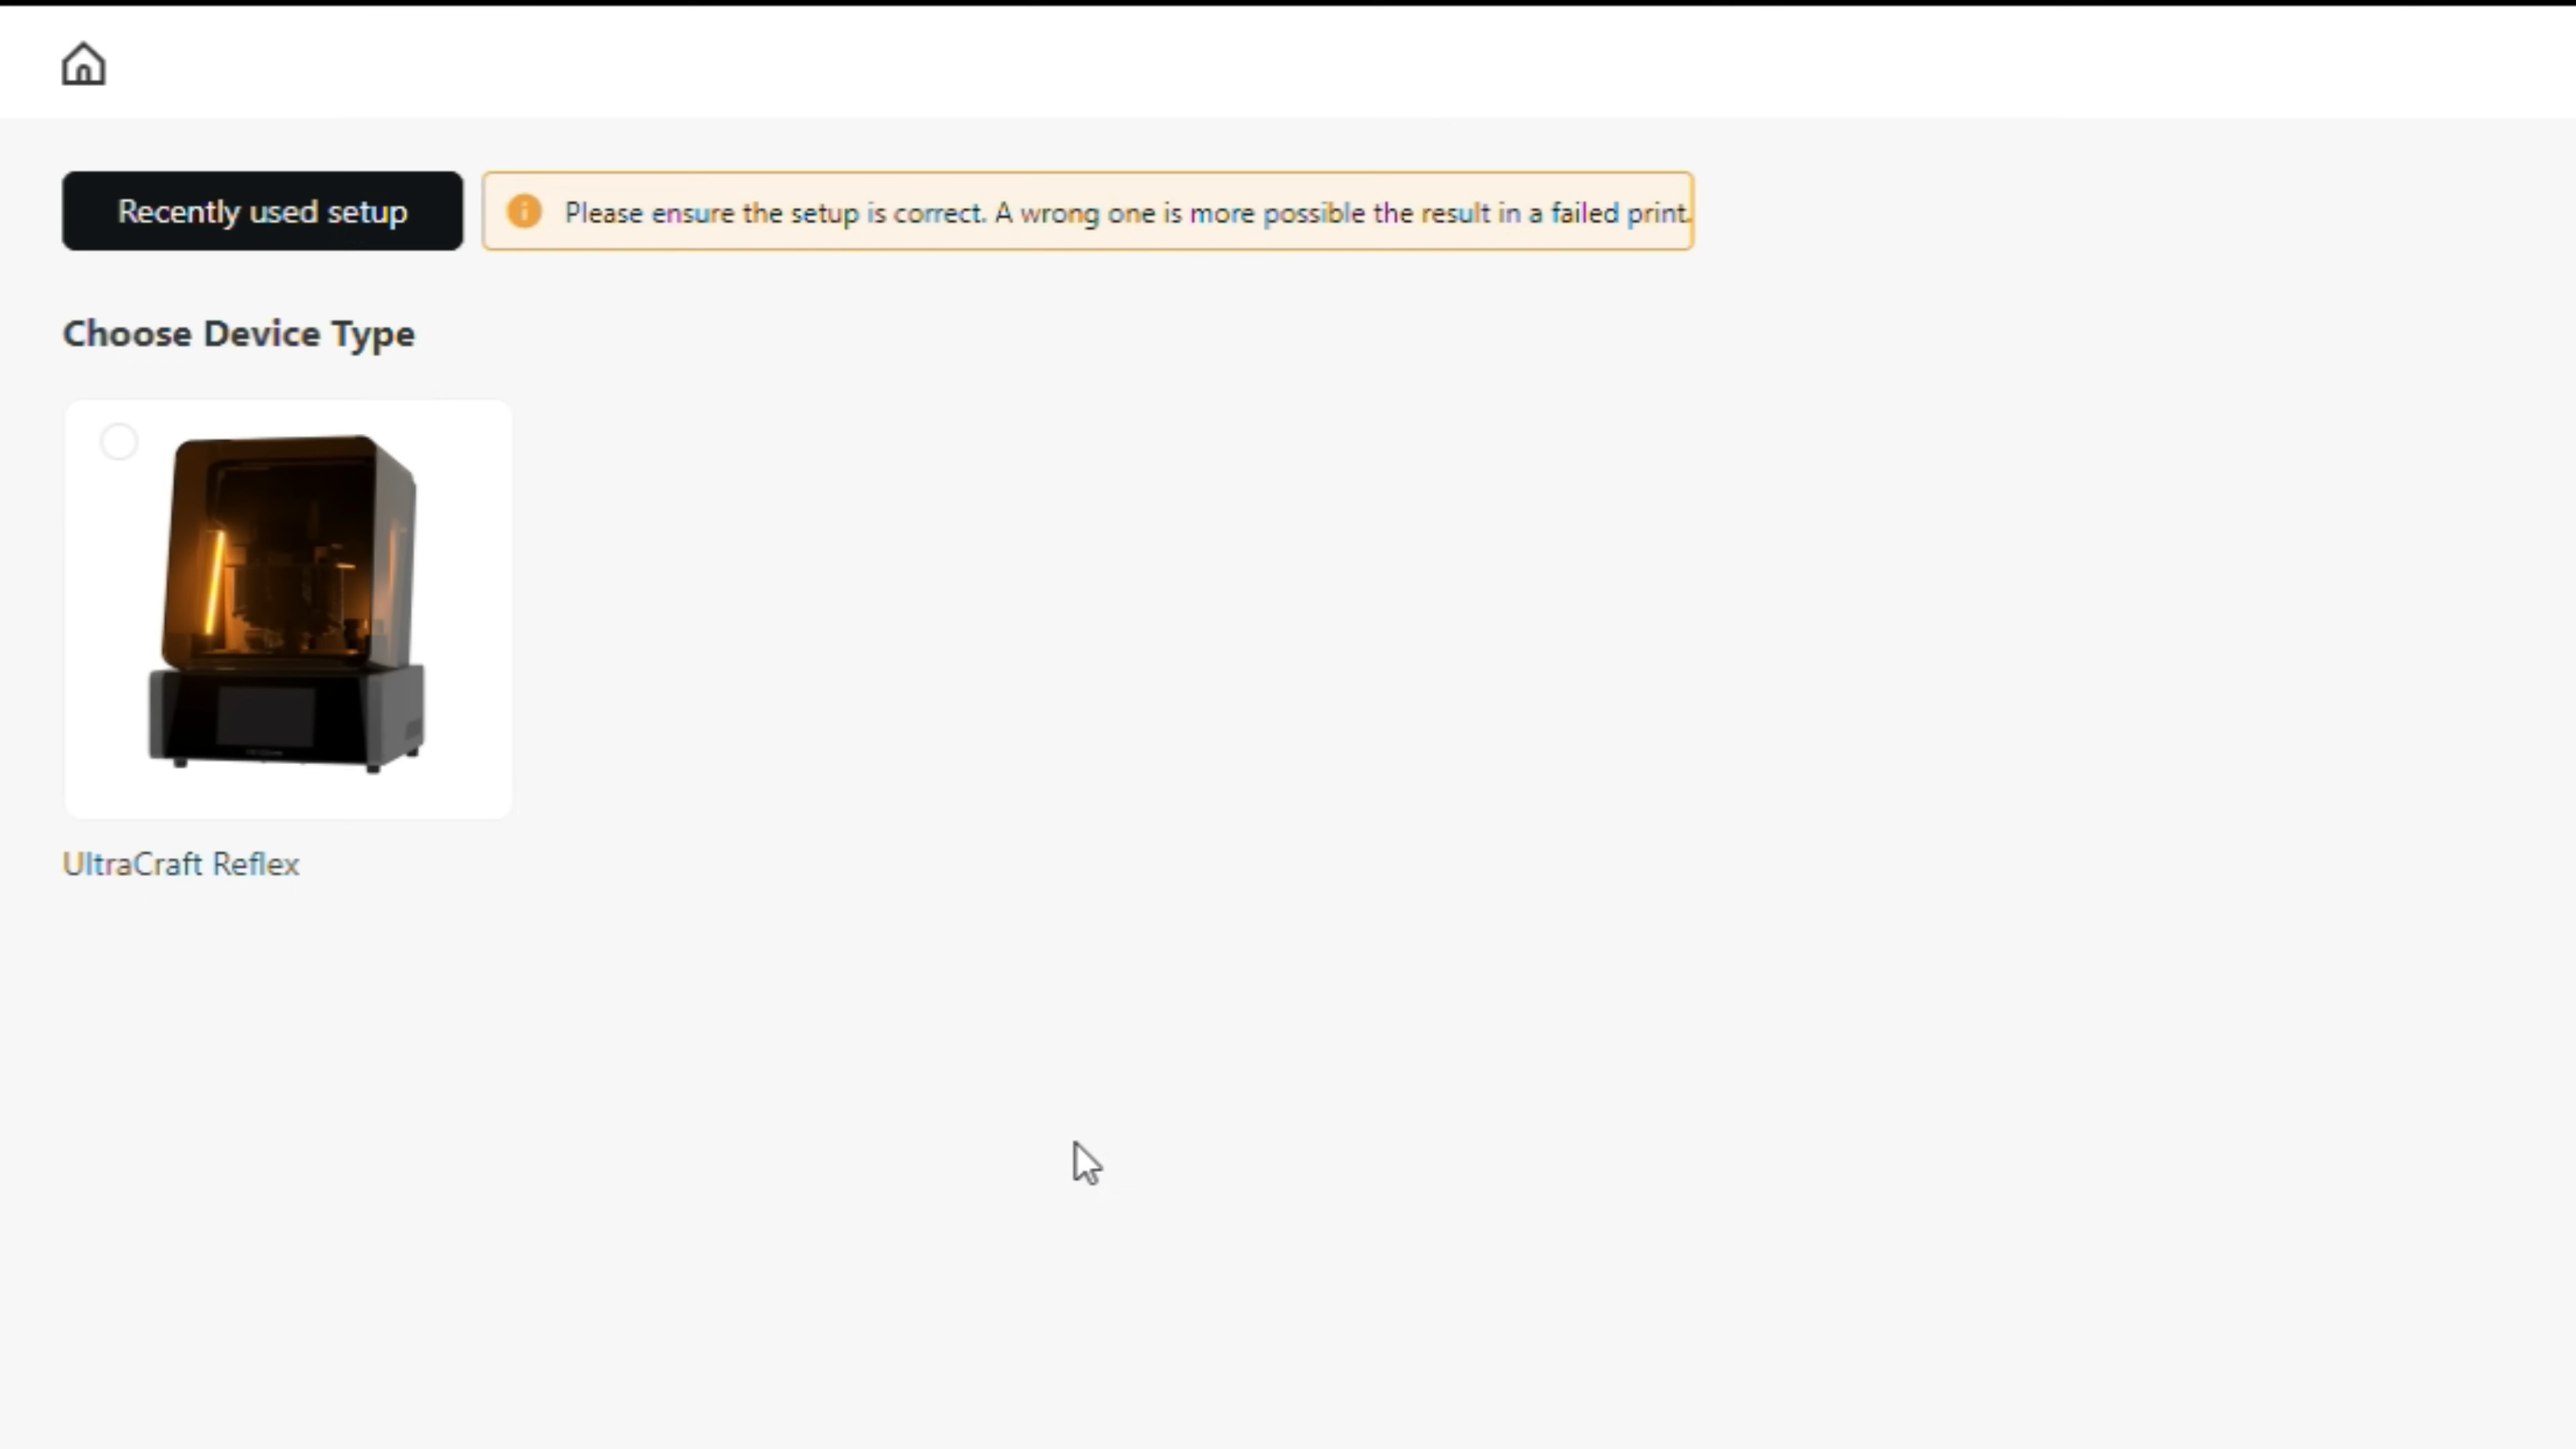 Recently used setup
Please ensure the setup is correct. A wrong one is more possible the result in a failed print.
Choose Device Type
UltraCraft Reflex